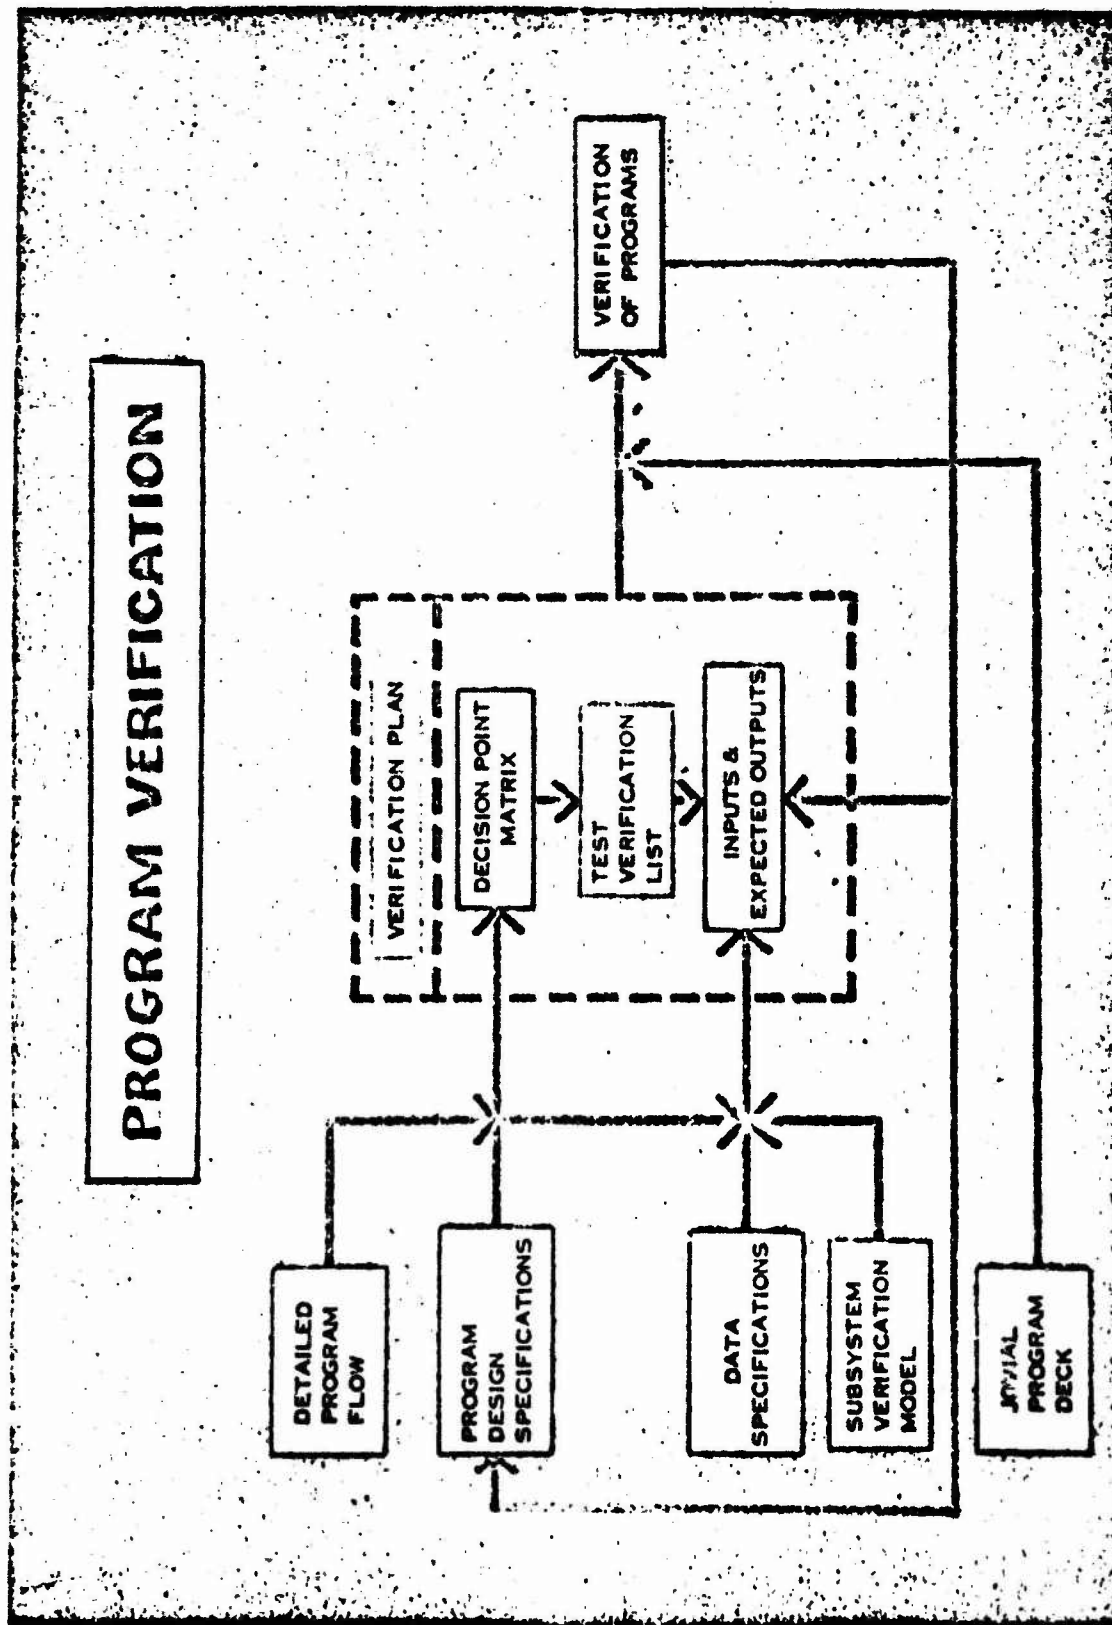 PROGRAM VERIFICATION
DETAILED
PROGRAM
FLOW
PROGRAM
DESIGN
SPECIFICATIONS
DATA
SPECIFICATIONS
SUBSYSTEM
VERIFICATION
MODEL
JOVIAL
PROGRAM
DECK
VERIFICATION PLAN
DECISION POINT
MATRIX
TEST
VERIFICATION
LIST
INPUTS &
EXPECTED OUTPUTS
VERIFICATION
OF PROGRAMS